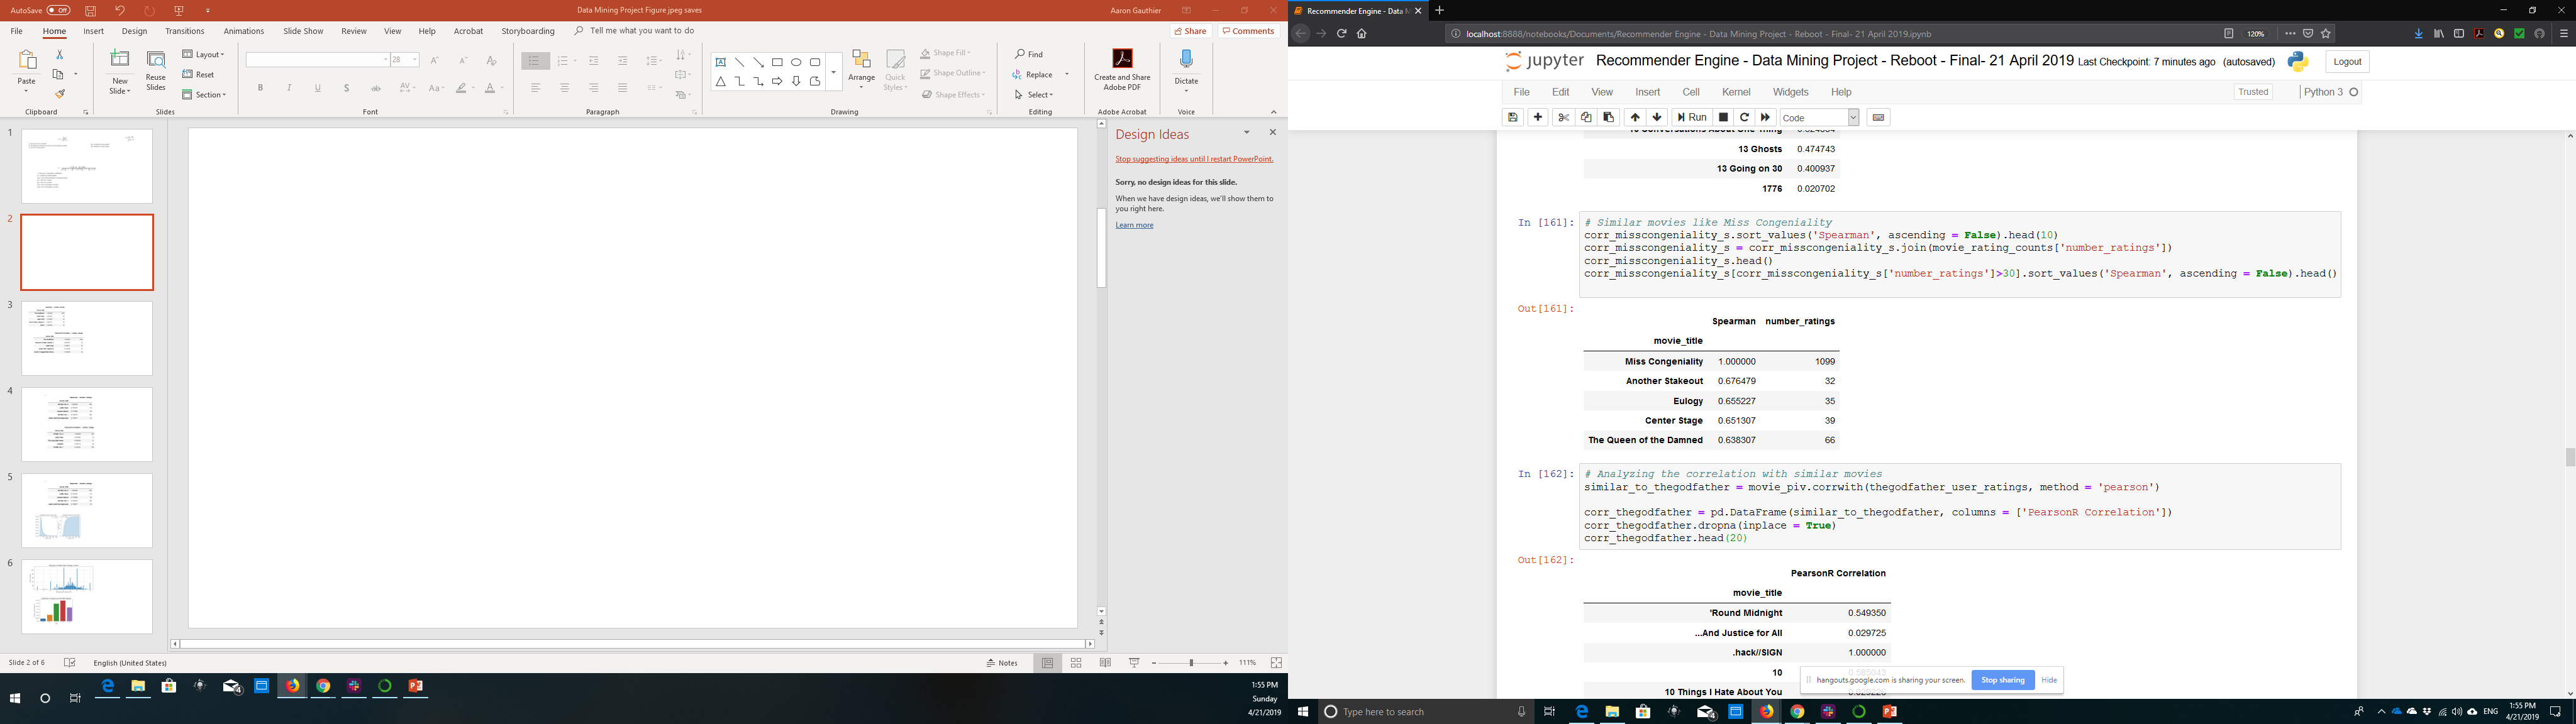 AutoSave Off
Data Mining Project Figure.jpeg saves
Aaron Gauthier
File Home Insert Design Transitions Animations Slide Show Review View Help Acrobat Storyboarding Tell me what you want to do
Share Comments
Paste
Clipboard
New Slide
Reuse Slides
Layout
Reset
Section
Slides
28
Font
Paragraph
Arrange
Quick Styles
Shape Fill
Shape Outline
Shape Effects
Drawing
Find
Replace
Select
Editing
Create and Share Adobe PDF
Adobe Acrobat
Dictate
Voice
1
2
3
4
5
6
Design Ideas
Stop suggesting ideas until I restart PowerPoint.
Sorry, no design ideas for this slide.
When we have design ideas, we'll show them to
you right here.
Learn more
Slide 2 of 6 English (United States)
Notes
111%
1:55 PM
Sunday
4/21/2019
Recommender Engine - Data M
localhost:8888/notebooks/Documents/Recommender Engine - Data Mining Project - Reboot - Final- 21 April 2019.ipynb
120%
jupyter Recommender Engine - Data Mining Project - Reboot - Final- 21 April 2019 Last Checkpoint: 7 minutes ago (autosaved)
Logout
File Edit View Insert Cell Kernel Widgets Help
Trusted
Python 3
Run
Code
13 Ghosts 0.474743
13 Going on 30 0.400937
1776 0.020702
In [161]:
# Similar movies like Miss Congeniality
corr_misscongeniality_s.sort_values('Spearman', ascending = False).head(10)
corr_misscongeniality_s = corr_misscongeniality_s.join(movie_rating_counts['number_ratings'])
corr_misscongeniality_s.head()
corr_misscongeniality_s[corr_misscongeniality_s['number_ratings']>30].sort_values('Spearman', ascending = False).head()
Out[161]:
Spearman number_ratings
movie_title
Miss Congeniality 1.000000 1099
Another Stakeout 0.676479 32
Eulogy 0.655227 35
Center Stage 0.651307 39
The Queen of the Damned 0.638307 66
In [162]:
# Analyzing the correlation with similar movies
similar_to_thegodfather = movie_piv.corrwith(thegodfather_user_ratings, method = 'pearson')
corr_thegodfather = pd.DataFrame(similar_to_thegodfather, columns = ['PearsonR Correlation'])
corr_thegodfather.dropna(inplace = True)
corr_thegodfather.head(20)
Out[162]:
PearsonR Correlation
movie_title
'Round Midnight 0.549350
...And Justice for All 0.029725
.hack//SIGN 1.000000
10
10 Things I Hate About You
hangouts.google.com is sharing your screen. Stop sharing Hide
Type here to search
ENG
1:55 PM
4/21/2019